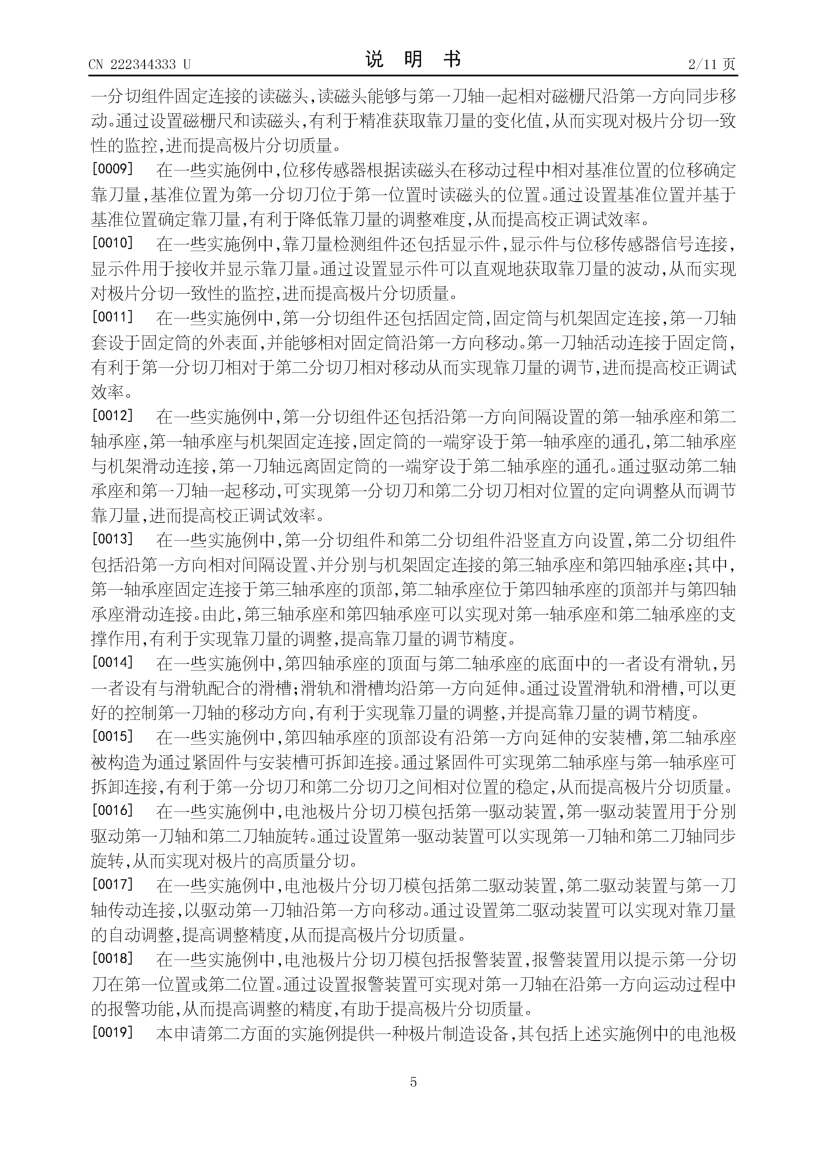 CN 222344333 U
说 明 书
2/11 页
一分切组件固定连接的读磁头,读磁头能够与第一刀轴一起相对磁栅尺沿第一方向同步移
动。通过设置磁栅尺和读磁头,有利于精准获取靠刀量的变化值,从而实现对极片分切一致
性的监控,进而提高极片分切质量。
[0009] 在一些实施例中,位移传感器根据读磁头在移动过程中相对基准位置的位移确定
靠刀量,基准位置为第一分切刀位于第一位置时读磁头的位置。通过设置基准位置并基于
基准位置确定靠刀量,有利于降低靠刀量的调整难度,从而提高校正调试效率。
[0010] 在一些实施例中,靠刀量检测组件还包括显示件,显示件与位移传感器信号连接,
显示件用于接收并显示靠刀量。通过设置显示件可以直观地获取靠刀量的波动,从而实现
对极片分切一致性的监控,进而提高极片分切质量。
[0011] 在一些实施例中,第一分切组件还包括固定筒,固定筒与机架固定连接,第一刀轴
套设于固定筒的外表面,并能够相对固定筒沿第一方向移动。第一刀轴活动连接于固定筒,
有利于第一分切刀相对于第二分切刀相对移动从而实现靠刀量的调节,进而提高校正调试
效率。
[0012] 在一些实施例中,第一分切组件还包括沿第一方向间隔设置的第一轴承座和第二
轴承座,第一轴承座与机架固定连接,固定筒的一端穿设于第一轴承座的通孔,第二轴承座
与机架滑动连接,第一刀轴远离固定筒的一端穿设于第二轴承座的通孔。通过驱动第二轴
承座和第一刀轴一起移动,可实现第一分切刀和第二分切刀相对位置的定向调整从而调节
靠刀量,进而提高校正调试效率。
[0013] 在一些实施例中,第一分切组件和第二分切组件沿竖直方向设置,第二分切组件
包括沿第一方向相对间隔设置、并分别与机架固定连接的第三轴承座和第四轴承座;其中,
第一轴承座固定连接于第三轴承座的顶部,第二轴承座位于第四轴承座的顶部并与第四轴
承座滑动连接。由此,第三轴承座和第四轴承座可以实现对第一轴承座和第二轴承座的支
撑作用,有利于实现靠刀量的调整,提高靠刀量的调节精度。
[0014] 在一些实施例中,第四轴承座的顶面与第二轴承座的底面中的一者设有滑轨,另
一者设有与滑轨配合的滑槽;滑轨和滑槽均沿第一方向延伸。通过设置滑轨和滑槽,可以更
好的控制第一刀轴的移动方向,有利于实现靠刀量的调整,并提高靠刀量的调节精度。
[0015] 在一些实施例中,第四轴承座的顶部设有沿第一方向延伸的安装槽,第二轴承座
被构造为通过紧固件与安装槽可拆卸连接。通过紧固件可实现第二轴承座与第一轴承座可
拆卸连接,有利于第一分切刀和第二分切刀之间相对位置的稳定,从而提高极片分切质量。
[0016] 在一些实施例中,电池极片分切刀模包括第一驱动装置,第一驱动装置用于分别
驱动第一刀轴和第二刀轴旋转。通过设置第一驱动装置可以实现第一刀轴和第二刀轴同步
旋转,从而实现对极片的高质量分切。
[0017] 在一些实施例中,电池极片分切刀模包括第二驱动装置,第二驱动装置与第一刀
轴传动连接,以驱动第一刀轴沿第一方向移动。通过设置第二驱动装置可以实现对靠刀量
的自动调整,提高调整精度,从而提高极片分切质量。
[0018] 在一些实施例中,电池极片分切刀模包括报警装置,报警装置用以提示第一分切
刀在第一位置或第二位置。通过设置报警装置可实现对第一刀轴在沿第一方向运动过程中
的报警功能,从而提高调整的精度,有助于提高极片分切质量。
[0019] 本申请第二方面的实施例提供一种极片制造设备,其包括上述实施例中的电池极
5